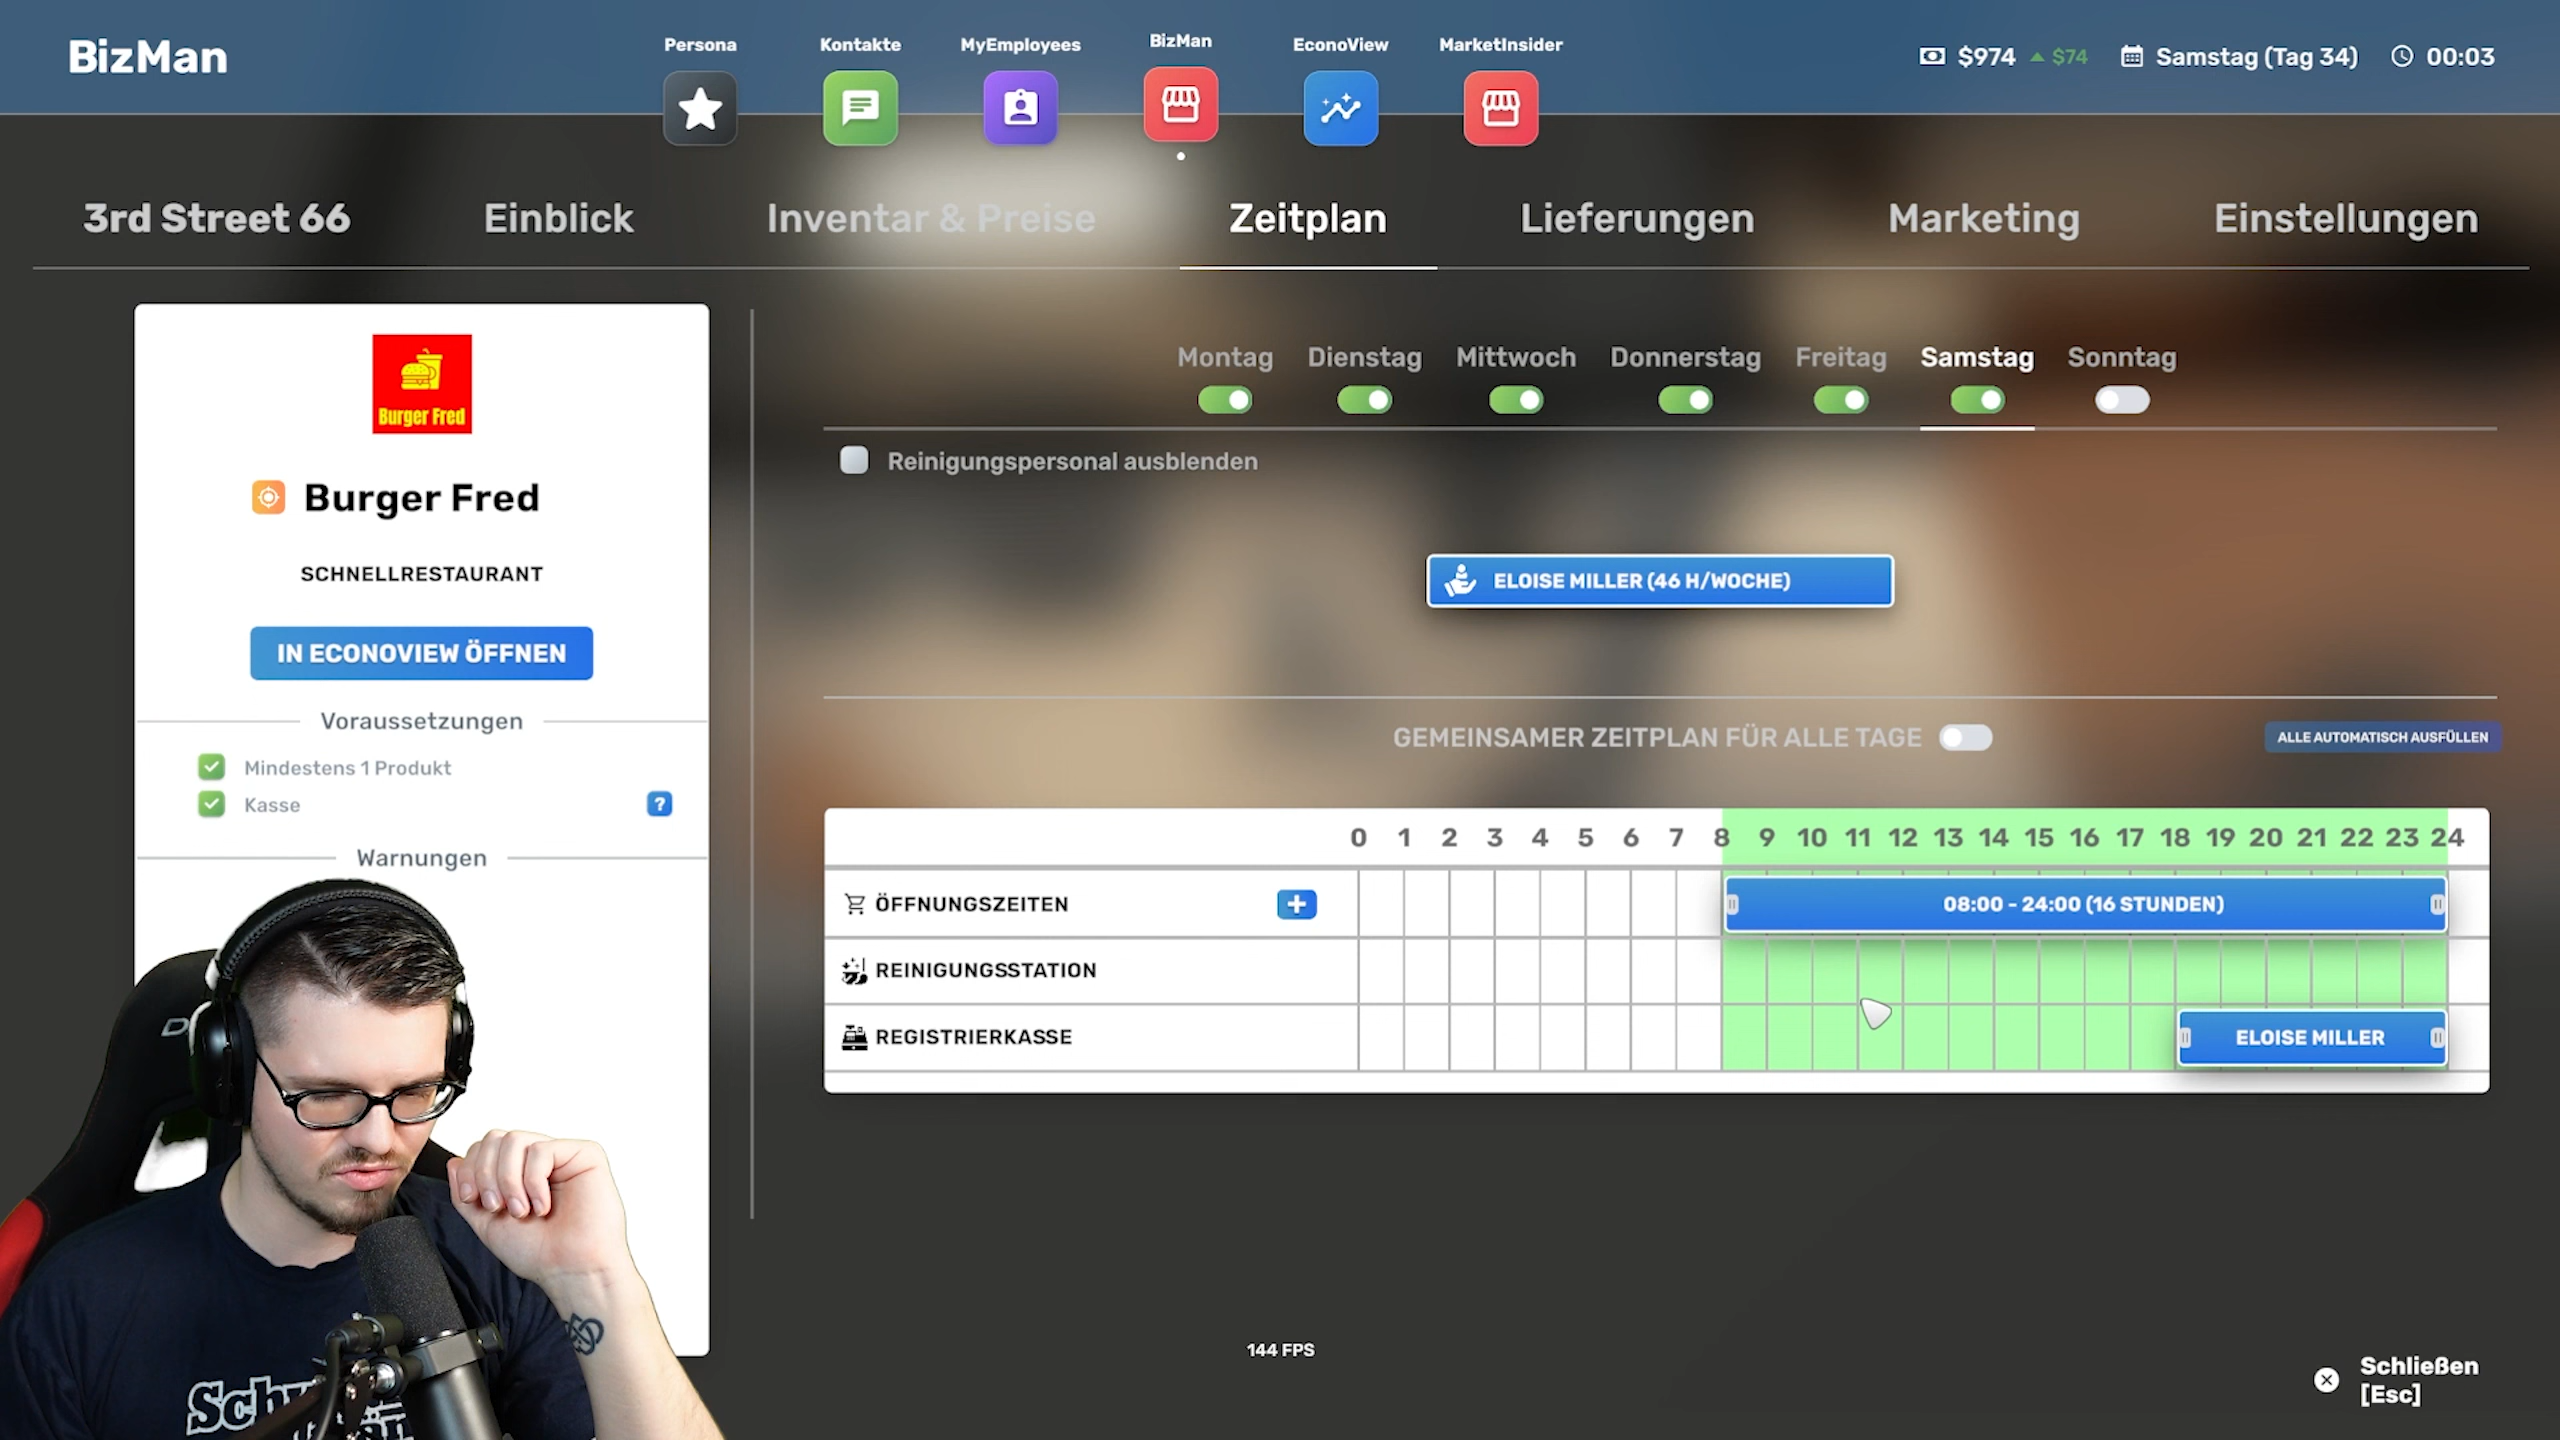 BizMan
Persona
Kontakte
MyEmployees
BizMan
EconoView
MarketInsider
$974
$74
Samstag (Tag 34)
00:03
3rd Street 66
Einblick
Inventar & Preise
Zeitplan
Lieferungen
Marketing
Einstellungen
Burger Fred
Burger Fred
SCHNELLRESTAURANT
IN ECONOVIEW ÖFFNEN
Voraussetzungen
Mindestens 1 Produkt
Kasse
?
Warnungen
Montag
Dienstag
Mittwoch
Donnerstag
Freitag
Samstag
Sonntag
Reinigungspersonal ausblenden
ELOISE MILLER (46 H/WOCHE)
GEMEINSAMER ZEITPLAN FÜR ALLE TAGE
ALLE AUTOMATISCH AUSFÜLLEN
0 1 2 3 4 5 6 7 8 9 10 11 12 13 14 15 16 17 18 19 20 21 22 23 24
ÖFFNUNGSZEITEN
08:00 - 24:00 (16 STUNDEN)
REINIGUNGSSTATION
REGISTRIERKASSE
ELOISE MILLER
144 FPS
Schließen
[Esc]